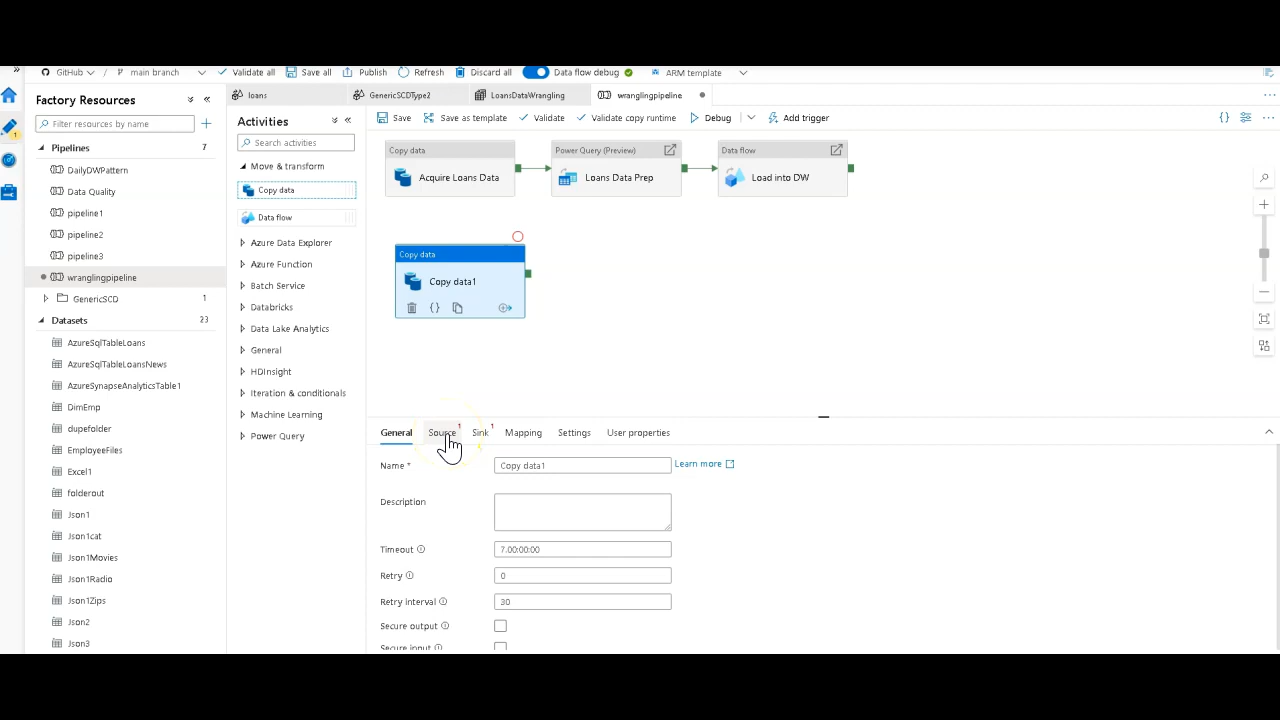 GitHub main branch Validate all Save all Publish Refresh Discard all Data flow debug ARM template
Factory Resources
Filter resources by name
Pipelines 7
DailyDWPattern
Data Quality
pipeline1
pipeline2
pipeline3
wranglingpipeline
GenericSCD 1
Datasets 23
AzureSqlTableLoans
AzureSqlTableLoansNews
AzureSynapseAnalyticsTable1
DimEmp
dupefolder
EmployeeFiles
Excel1
folderout
Json1
Json1cat
Json1Movies
Json1Radio
Json1Zips
Json2
Json3
loans GenericSCDType2 LoansDataWrangling wranglingpipeline
Activities
Search activities
Move & transform
Copy data
Data flow
Azure Data Explorer
Azure Function
Batch Service
Databricks
Data Lake Analytics
General
HDInsight
Iteration & conditionals
Machine Learning
Power Query
Save Save as template Validate Validate copy runtime Debug Add trigger {}
Copy data
Acquire Loans Data
Power Query (Preview)
Loans Data Prep
Data flow
Load into DW
Copy data
Copy data1
{}
General Source 1 Sink 1 Mapping Settings User properties
Name * Copy data1 Learn more
Description
Timeout 7.00:00:00
Retry 0
Retry interval 30
Secure output
Secure input
1